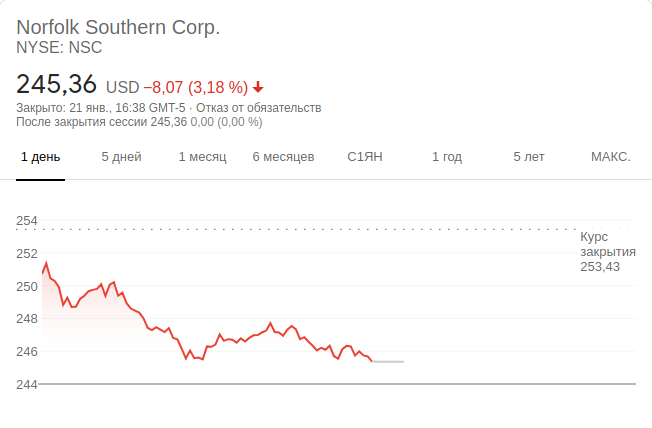 Norfolk Southern Corp.
NYSE: NSC
245,36 USD −8,07 (3,18 %)
Закрыто: 21 янв., 16:38 GMT-5 · Отказ от обязательств
После закрытия сессии 245,36 0,00 (0,00 %)
1 день 5 дней 1 месяц 6 месяцев С1ЯН 1 год 5 лет МАКС.
254
Курс
закрытия
253,43
252
250
248
246
244